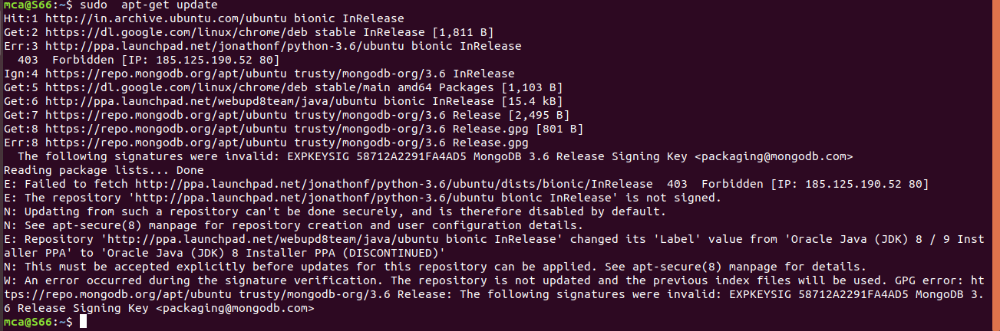 mca@S66:~$ sudo  apt-get update
Hit:1 http://in.archive.ubuntu.com/ubuntu bionic InRelease
Get:2 https://dl.google.com/linux/chrome/deb stable InRelease [1,811 B]
Err:3 http://ppa.launchpad.net/jonathonf/python-3.6/ubuntu bionic InRelease
  403  Forbidden [IP: 185.125.190.52 80]
Ign:4 https://repo.mongodb.org/apt/ubuntu trusty/mongodb-org/3.6 InRelease
Get:5 https://dl.google.com/linux/chrome/deb stable/main amd64 Packages [1,103 B]
Get:6 http://ppa.launchpad.net/webupd8team/java/ubuntu bionic InRelease [15.4 kB]
Get:7 https://repo.mongodb.org/apt/ubuntu trusty/mongodb-org/3.6 Release [2,495 B]
Get:8 https://repo.mongodb.org/apt/ubuntu trusty/mongodb-org/3.6 Release.gpg [801 B]
Err:8 https://repo.mongodb.org/apt/ubuntu trusty/mongodb-org/3.6 Release.gpg
  The following signatures were invalid: EXPKEYSIG 58712A2291FA4AD5 MongoDB 3.6 Release Signing Key <packaging@mongodb.com>
Reading package lists... Done
E: Failed to fetch http://ppa.launchpad.net/jonathonf/python-3.6/ubuntu/dists/bionic/InRelease  403  Forbidden [IP: 185.125.190.52 80]
E: The repository 'http://ppa.launchpad.net/jonathonf/python-3.6/ubuntu bionic InRelease' is not signed.
N: Updating from such a repository can't be done securely, and is therefore disabled by default.
N: See apt-secure(8) manpage for repository creation and user configuration details.
E: Repository 'http://ppa.launchpad.net/webupd8team/java/ubuntu bionic InRelease' changed its 'Label' value from 'Oracle Java (JDK) 8 / 9 Inst
aller PPA' to 'Oracle Java (JDK) 8 Installer PPA (DISCONTINUED)'
N: This must be accepted explicitly before updates for this repository can be applied. See apt-secure(8) manpage for details.
W: An error occurred during the signature verification. The repository is not updated and the previous index files will be used. GPG error: ht
tps://repo.mongodb.org/apt/ubuntu trusty/mongodb-org/3.6 Release: The following signatures were invalid: EXPKEYSIG 58712A2291FA4AD5 MongoDB 3.
6 Release Signing Key <packaging@mongodb.com>
mca@S66:~$